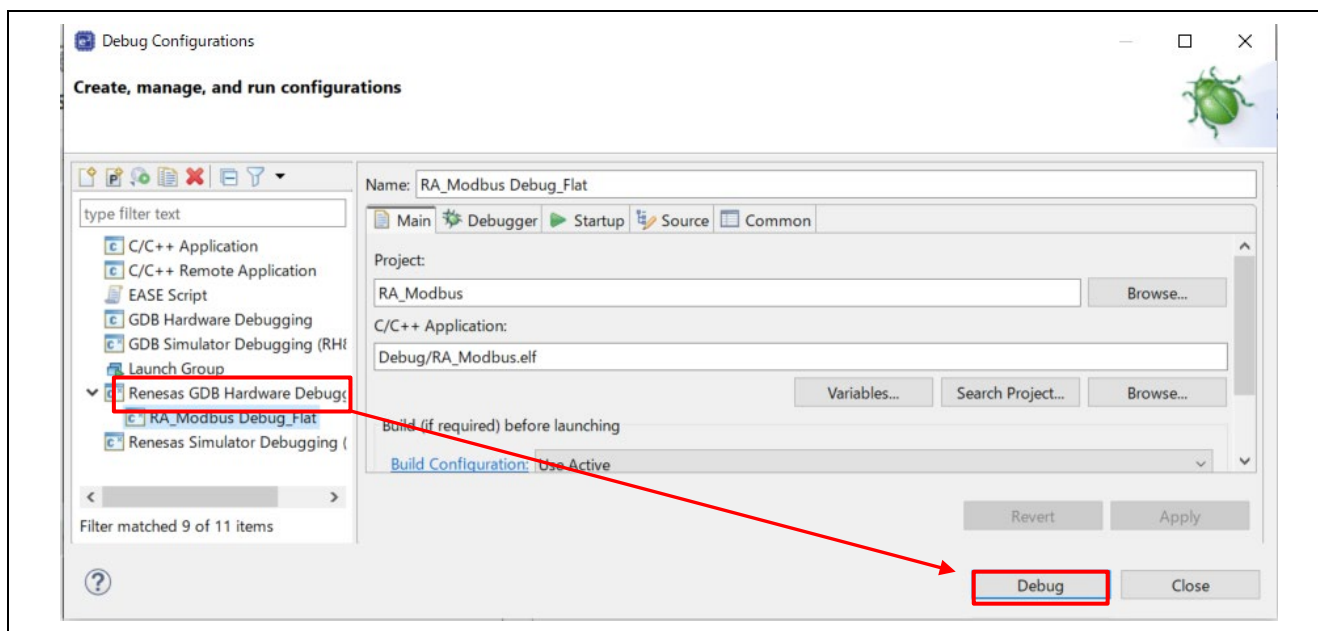 Debug Configurations
Create, manage, and run configurations
type filter text
C/C++ Application
C/C++ Remote Application
EASE Script
GDB Hardware Debugging
GDB Simulator Debugging (RH8
Launch Group
Renesas GDB Hardware Debugg
RA_Modbus Debug_Flat
Renesas Simulator Debugging (
Filter matched 9 of 11 items
Name: RA_Modbus Debug_Flat
Main Debugger Startup Source Common
Project:
RA_Modbus Browse...
C/C++ Application:
Debug/RA_Modbus.elf
Variables... Search Project... Browse...
Build (if required) before launching
Build Configuration: Use Active
Revert Apply
? Debug Close